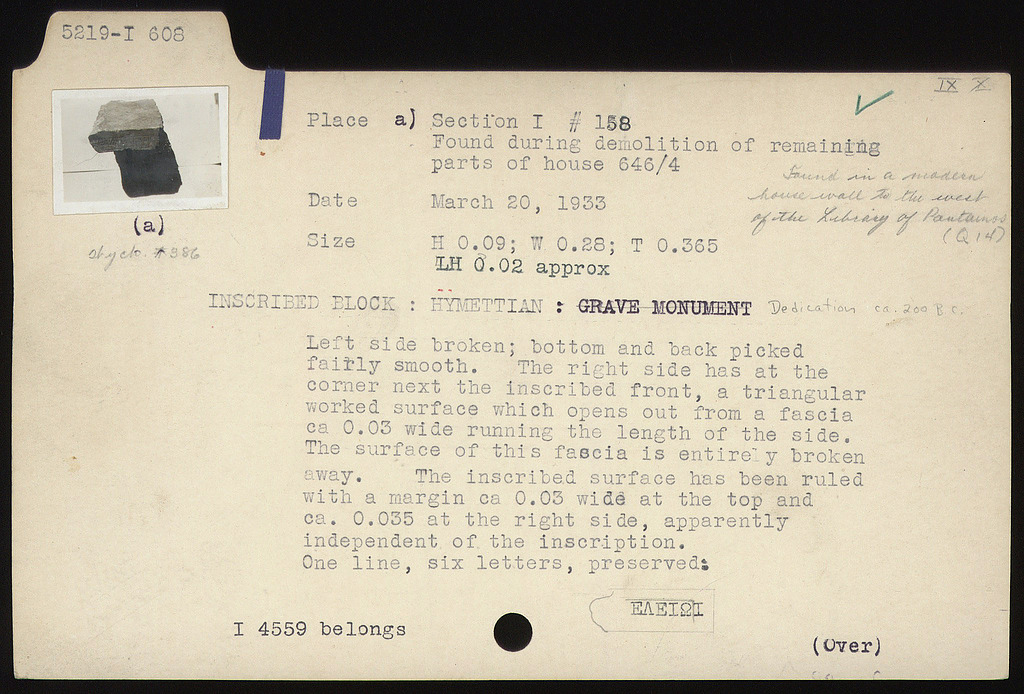 5219-I 608
IX X
Place a) Section I # 158
Found during demolition of remaining
parts of house 646/4
Found in a modern
house wall to the west
of the Library of Pantainos
(Q 14)
Date March 20, 1933
(a)
Size H 0.09; W 0.28; T 0.365
LH 0.02 approx
INSCRIBED BLOCK : HYMETTIAN : GRAVE MONUMENT Dedication ca. 200 B.C.
Left side broken; bottom and back picked
fairly smooth. The right side has at the
corner next the inscribed front, a triangular
worked surface which opens out from a fascia
ca 0.03 wide running the length of the side.
The surface of this fascia is entirely broken
away. The inscribed surface has been ruled
with a margin ca 0.03 wide at the top and
ca. 0.035 at the right side, apparently
independent of the inscription.
One line, six letters, preserved:
ΕΛΕΙΩΙ
I 4559 belongs
(Over)